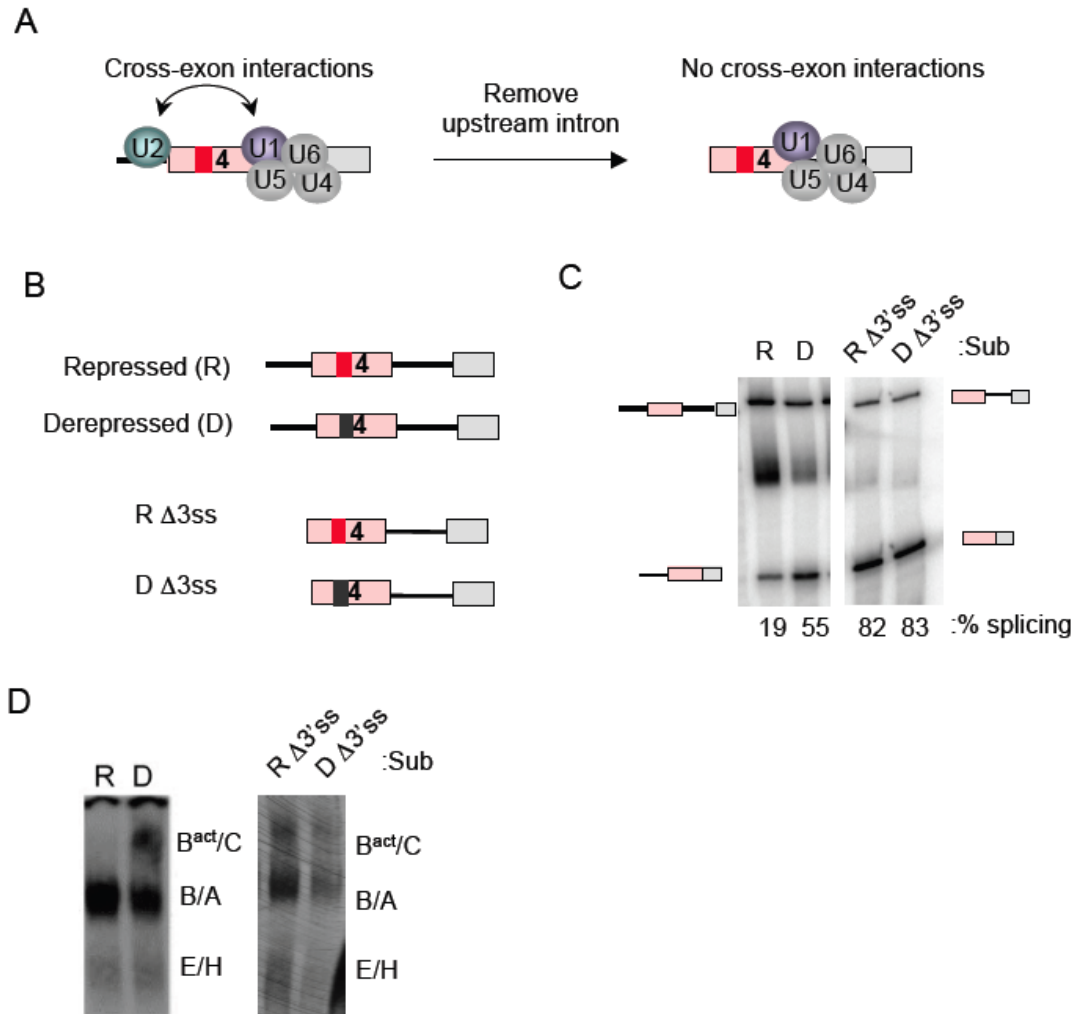 A
Cross-exon interactions
U2
4
U1
U6
U5
U4
Remove
upstream intron
No cross-exon interactions
4
U1
U6
U5
U4
B
Repressed (R)
4
Derepressed (D)
4
R Δ3ss
4
D Δ3ss
4
C
R D
R Δ3'ss
D Δ3'ss
:Sub
19 55 82 83 :% splicing
D
R D
R Δ3'ss
D Δ3'ss
:Sub
Bact/C
B/A
E/H
Bact/C
B/A
E/H